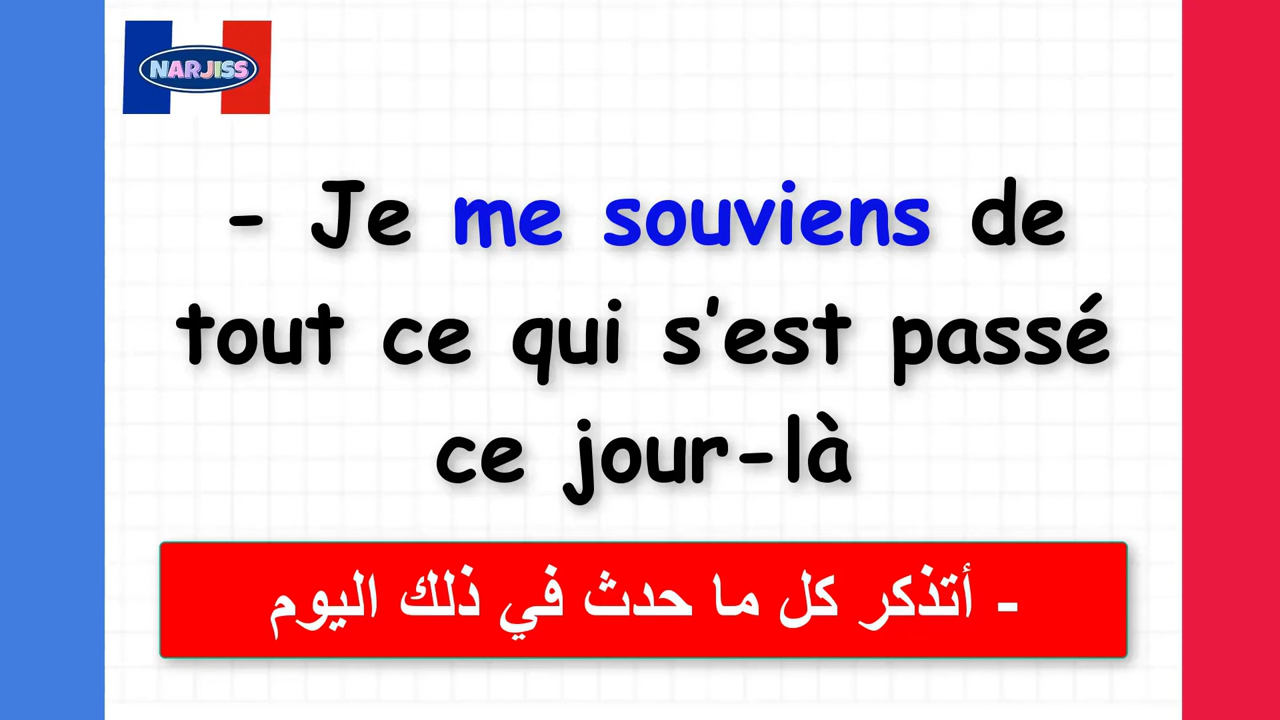 NARJISS
- Je me souviens de
tout ce qui s’est passé
ce jour-là
- أتذكر كل ما حدث في ذلك اليوم